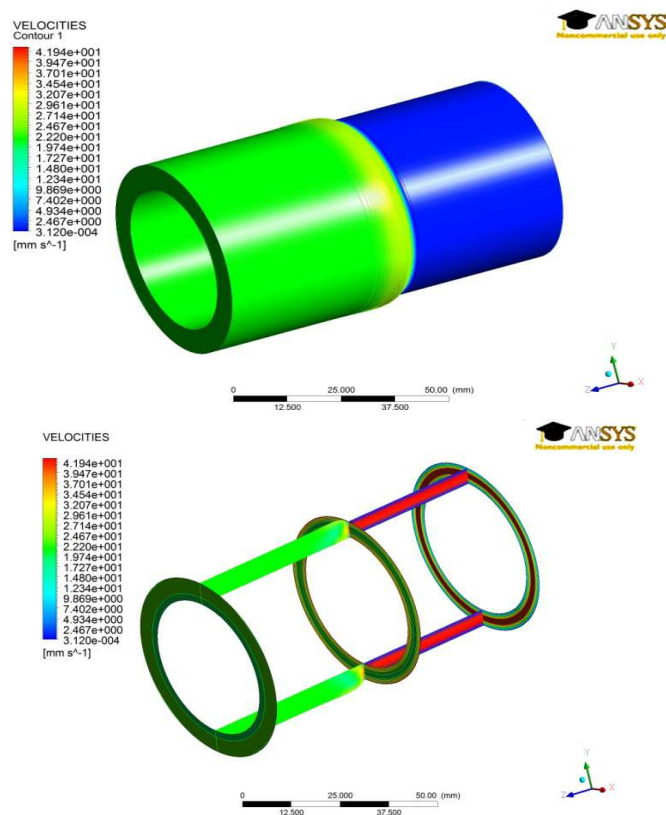 ANSYS
Noncommercial use only
VELOCITIES
Contour 1
4.194e+001
3.947e+001
3.701e+001
3.454e+001
3.207e+001
2.961e+001
2.714e+001
2.467e+001
2.220e+001
1.974e+001
1.727e+001
1.480e+001
1.234e+001
9.869e+000
7.402e+000
4.934e+000
2.467e+000
3.120e-004
[mm s^-1]
0 25.000 50.00 (mm)
12.500 37.500
Y
Z X
ANSYS
Noncommercial use only
VELOCITIES
4.194e+001
3.947e+001
3.701e+001
3.454e+001
3.207e+001
2.961e+001
2.714e+001
2.467e+001
2.220e+001
1.974e+001
1.727e+001
1.480e+001
1.234e+001
9.869e+000
7.402e+000
4.934e+000
2.467e+000
3.120e-004
[mm s^-1]
0 25.000 50.00 (mm)
12.500 37.500
Y
Z X